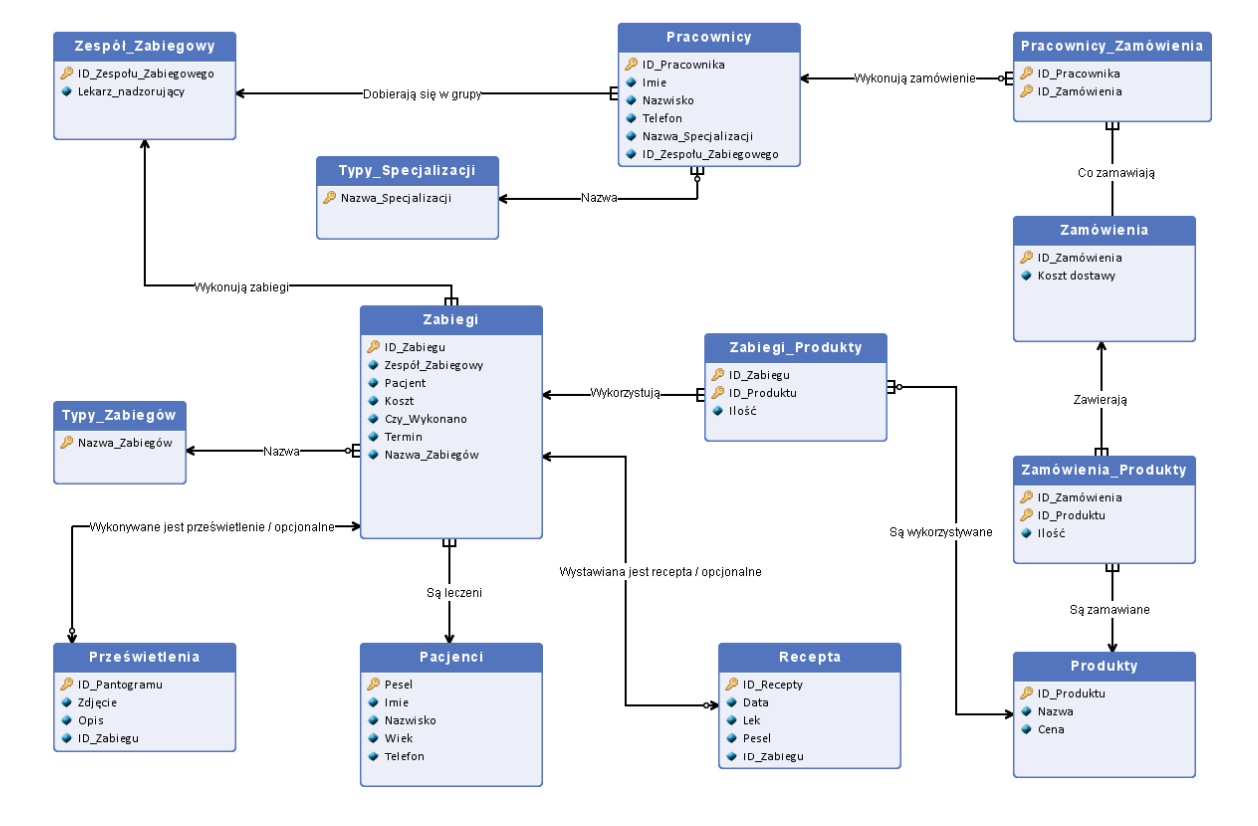 Zespół_Zabiegowy
ID_Zespołu_Zabiegowego
Lekarz_nadzorujący
Dobierają się w grupy
Pracownicy
ID_Pracownika
Imie
Nazwisko
Telefon
Nazwa_Specjalizacji
ID_Zespołu_Zabiegowego
Wykonują zamówienie
Pracownicy_Zamówienia
ID_Pracownika
ID_Zamówienia
Typy_Specjalizacji
Nazwa_Specjalizacji
Nazwa
Co zamawiają
Zamówienia
ID_Zamówienia
Koszt dostawy
Wykonują zabiegi
Zabiegi
ID_Zabiegu
Zespół_Zabiegowy
Pacjent
Koszt
Czy_Wykonano
Termin
Nazwa_Zabiegów
Wykorzystują
Zabiegi_Produkty
ID_Zabiegu
ID_Produktu
Ilość
Zawierają
Typy_Zabiegów
Nazwa_Zabiegów
Nazwa
Zamówienia_Produkty
ID_Zamówienia
ID_Produktu
Ilość
Wykonywane jest prześwietlenie / opcjonalne
Są wykorzystywane
Wystawiana jest recepta / opcjonalne
Są leczeni
Są zamawiane
Prześwietlenia
ID_Pantogramu
Zdjęcie
Opis
ID_Zabiegu
Pacjenci
Pesel
Imie
Nazwisko
Wiek
Telefon
Recepta
ID_Recepty
Data
Lek
Pesel
ID_Zabiegu
Produkty
ID_Produktu
Nazwa
Cena